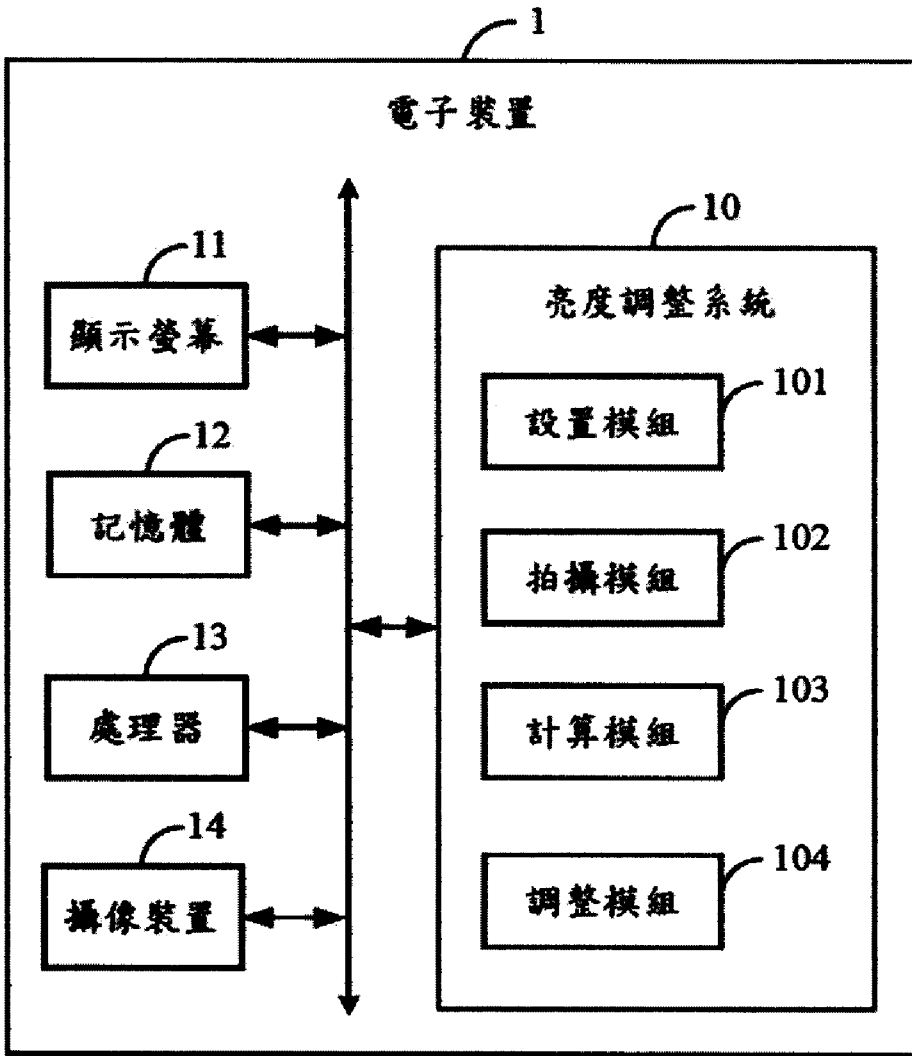 1
電子裝置
11
顯示螢幕
12
記憶體
13
處理器
14
攝像裝置
10
亮度調整系統
101
設置模組
102
拍攝模組
103
計算模組
104
調整模組